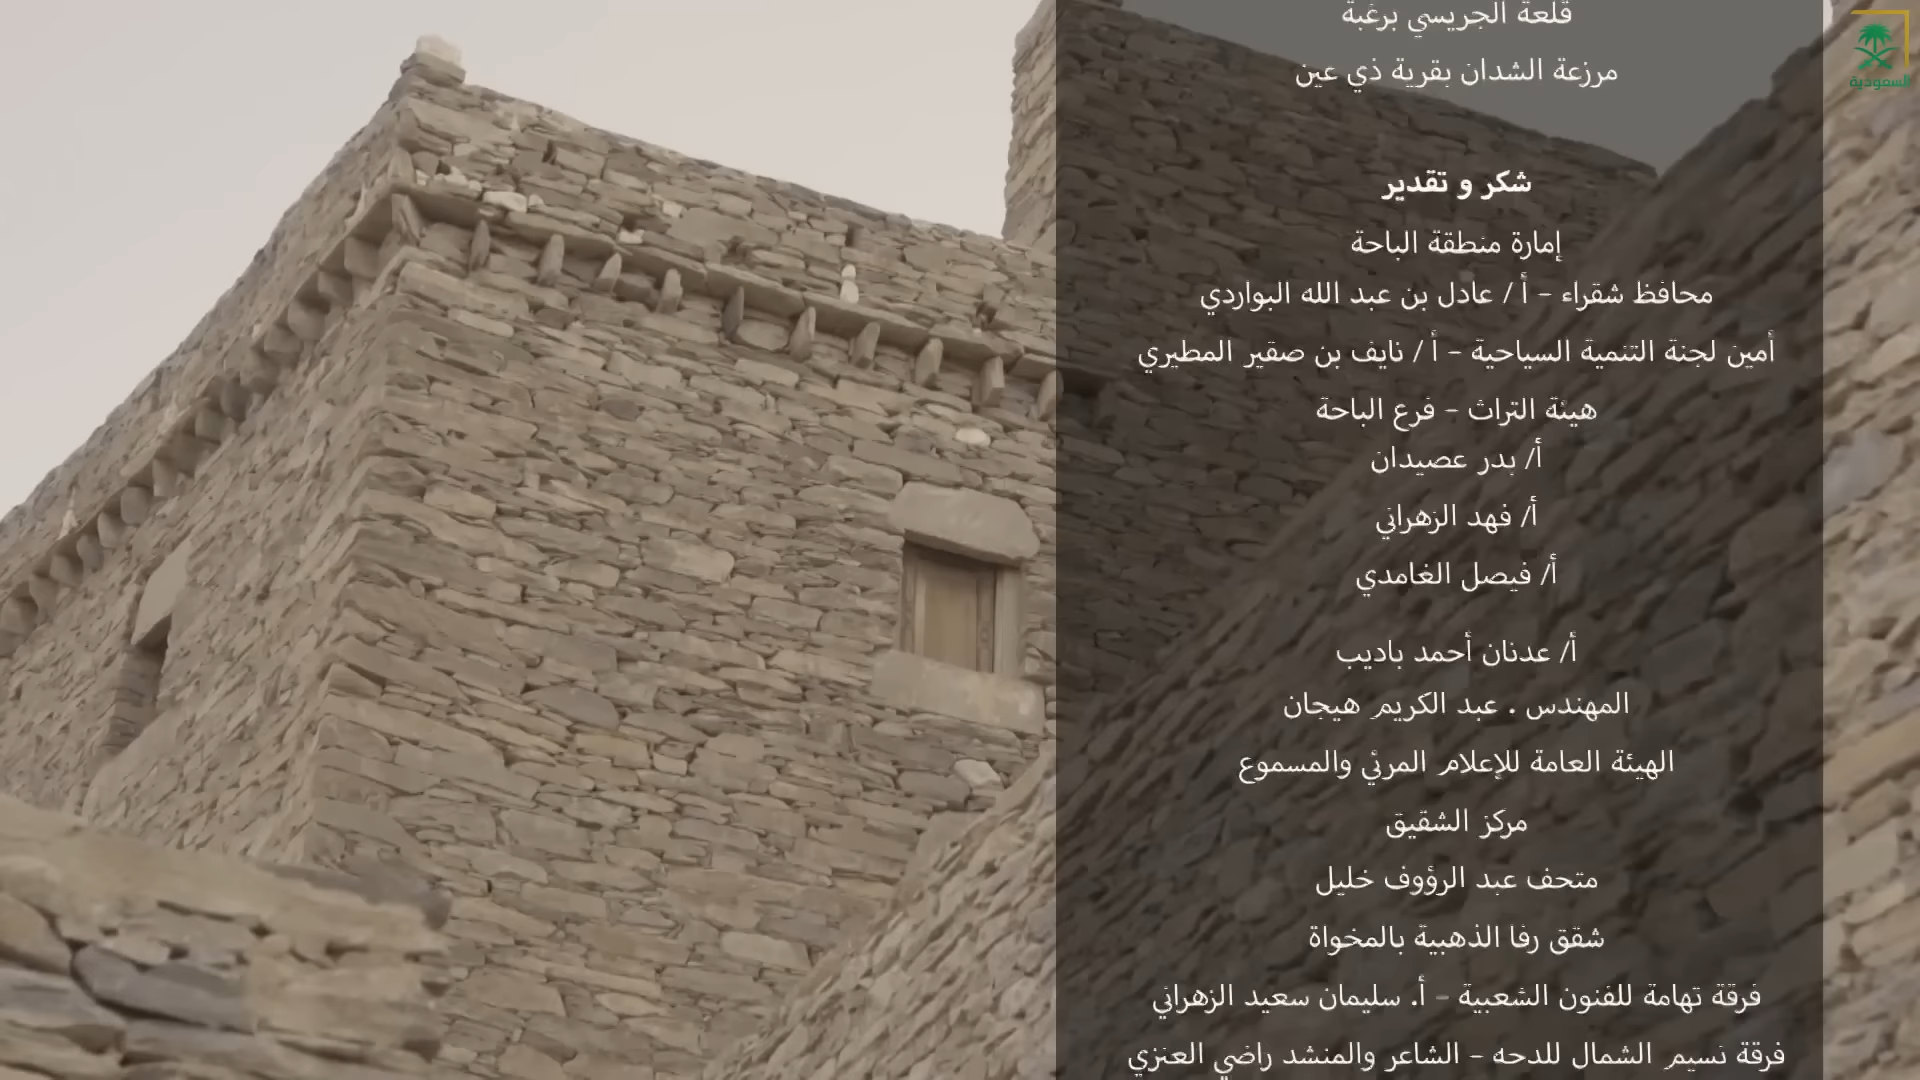 قلعة الجريسي برغبة
مرزعة الشدان بقرية ذي عين
شكر و تقدير
إمارة منطقة الباحة
محافظ شقراء - أ / عادل بن عبد الله البواردي
أمين لجنة التنمية السياحية - أ / نايف بن صقير المطيري
هيئة التراث - فرع الباحة
أ/ بدر عصيدان
أ/ فهد الزهراني
أ/ فيصل الغامدي
أ/ عدنان أحمد باديب
المهندس . عبد الكريم هيجان
الهيئة العامة للإعلام المرئي والمسموع
مركز الشقيق
متحف عبد الرؤوف خليل
شقق رفا الذهبية بالمخواة
فرقة تهامة للفنون الشعبية - أ. سليمان سعيد الزهراني
فرقة نسيم الشمال للدحه - الشاعر والمنشد راضي العنزي
السعودية